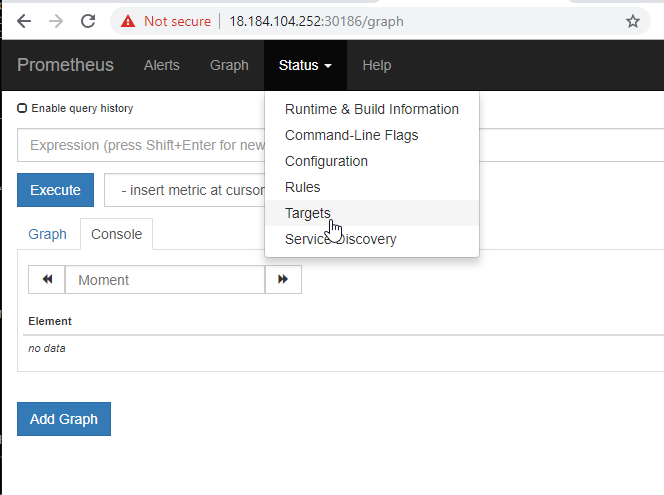 Not secure | 18.184.104.252:30186/graph
Prometheus Alerts Graph Status Help
Enable query history
Runtime & Build Information
Command-Line Flags
Configuration
Rules
Targets
Service Discovery
Expression (press Shift+Enter for new
Execute
- insert metric at cursor
Graph Console
Moment
Element
no data
Add Graph